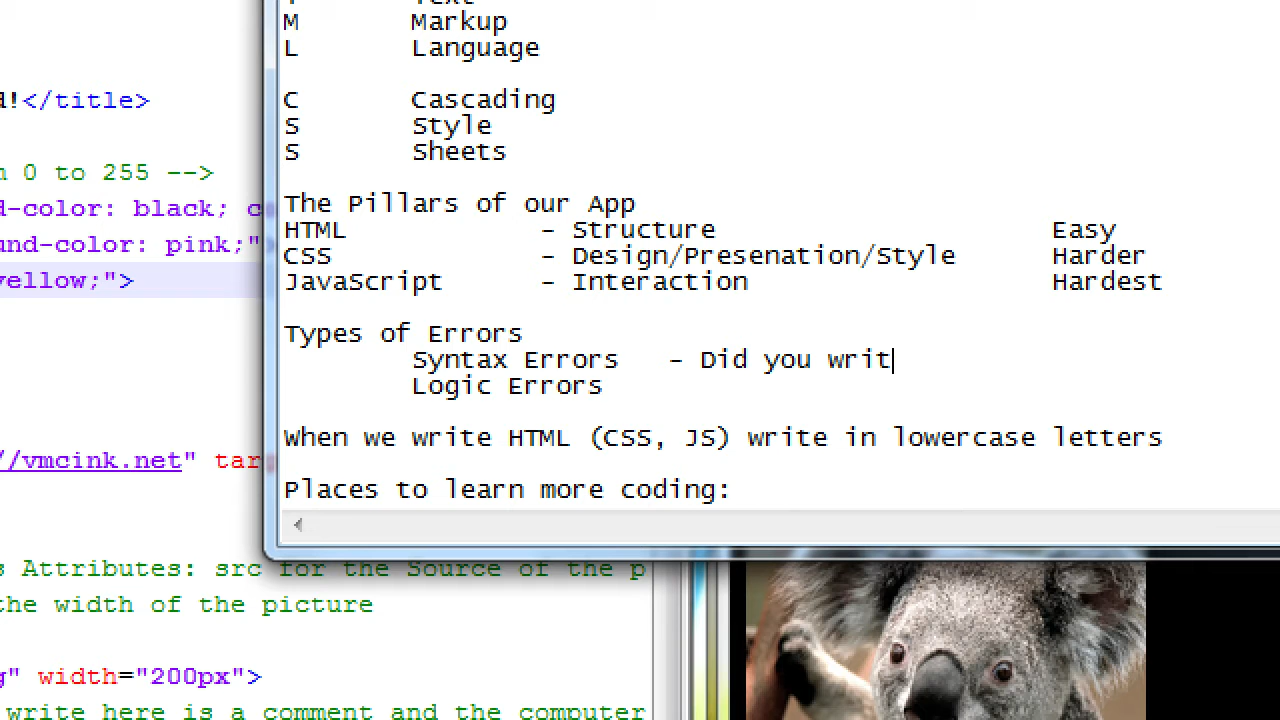 Text
M Markup
L Language
C Cascading
S Style
S Sheets
The Pillars of our App
HTML - Structure Easy
CSS - Design/Presenation/Style Harder
JavaScript - Interaction Hardest
Types of Errors
Syntax Errors - Did you writ
Logic Errors
When we write HTML (CSS, JS) write in lowercase letters
Places to learn more coding:
!</title>
0 to 255 -->
d-color: black; c
und-color: pink;"
yellow;">
//vmcink.net" targ
s Attributes: src for the Source of the p
the width of the picture
g" width="200px">
write here is a comment and the computer